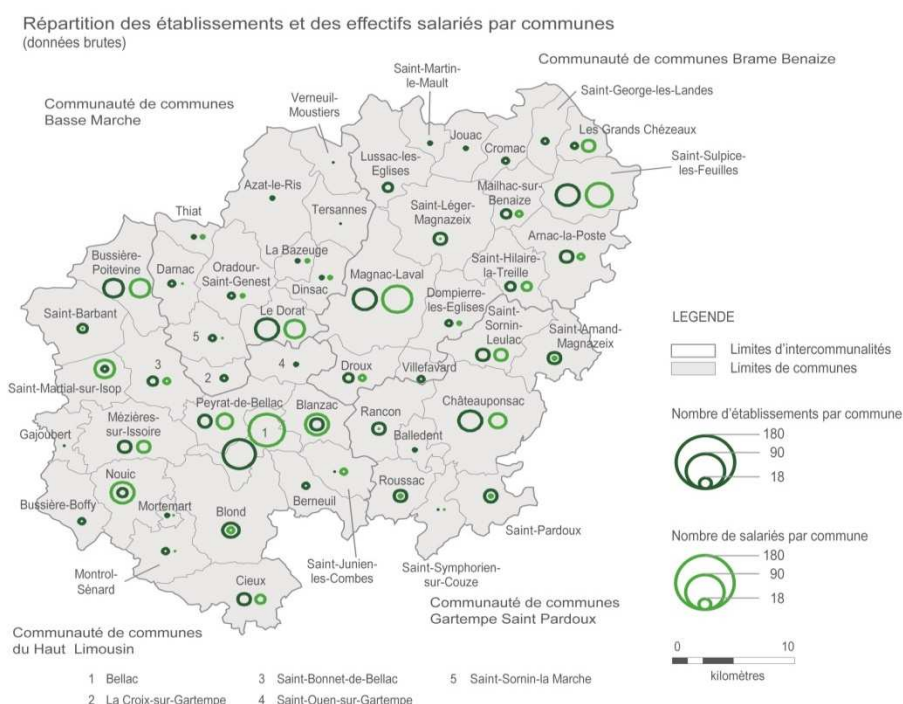 Répartition des établissements et des effectifs salariés par communes
(données brutes)
Communauté de communes Brame Benaize
Saint-Martin-
le-Mault
Saint-George-les-Landes
Communauté de communes
Basse Marche
Verneuil-
Moustiers
Jouac
Cromac
Les Grands Chézeaux
Lussac-les-
Eglises
Saint-Sulpice-
les-Feuilles
Azat-le-Ris
Mailhac-sur-
Benaize
Thiat
Tersannes
Saint-Léger-
Magnazeix
Arnac-la-Poste
La Bazeuge
Bussière-
Poitevine
Darnac
Oradour-
Saint-Genest
Dinsac
Magnac-Laval
Saint-Hilaire-
la-Treille
Dompierre-
les-Eglises
Saint-Barbant
Le Dorat
Saint-
Sornin-
Leulac
Saint-Amand-
Magnazeix
5
4
3
2
Droux
Villefavard
Saint-Martial-sur-Isop
Peyrat-de-Bellac
Blanzac
Rancon
Châteauponsac
Mézières-
sur-Issoire
1
Gajoubert
Balledent
Nouic
Roussac
Bussière-Boffy
Mortemart
Blond
Berneuil
Saint-Pardoux
Saint-Junien-
les-Combes
Saint-Symphorien-
sur-Couze
Montrol-
Sénard
Cieux
Communauté de communes
Gartempe Saint Pardoux
Communauté de communes
du Haut Limousin
1 Bellac
3 Saint-Bonnet-de-Bellac
5 Saint-Sornin-la Marche
2 La Croix-sur-Gartempe
4 Saint-Ouen-sur-Gartempe
LEGENDE
Limites d'intercommunalités
Limites de communes
Nombre d'établissements par commune
180
90
18
Nombre de salariés par commune
180
90
18
0 10
kilomètres